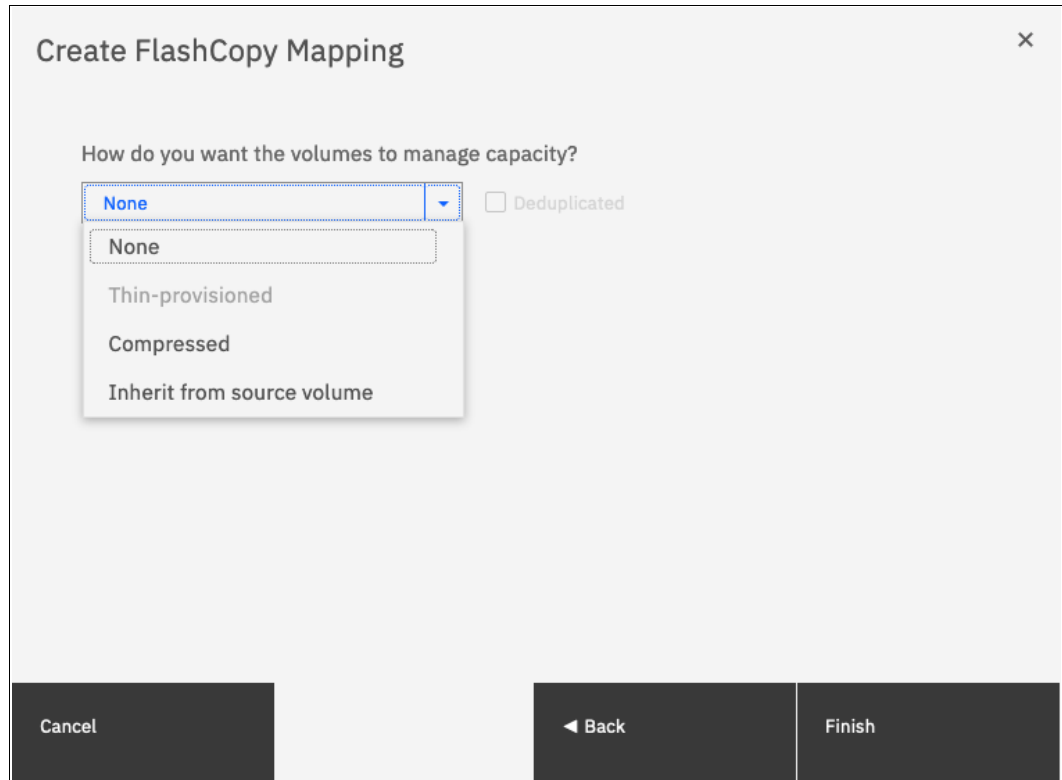 Create FlashCopy Mapping
How do you want the volumes to manage capacity?
None
Deduplicated
None
Thin-provisioned
Compressed
Inherit from source volume
Cancel
Back
Finish